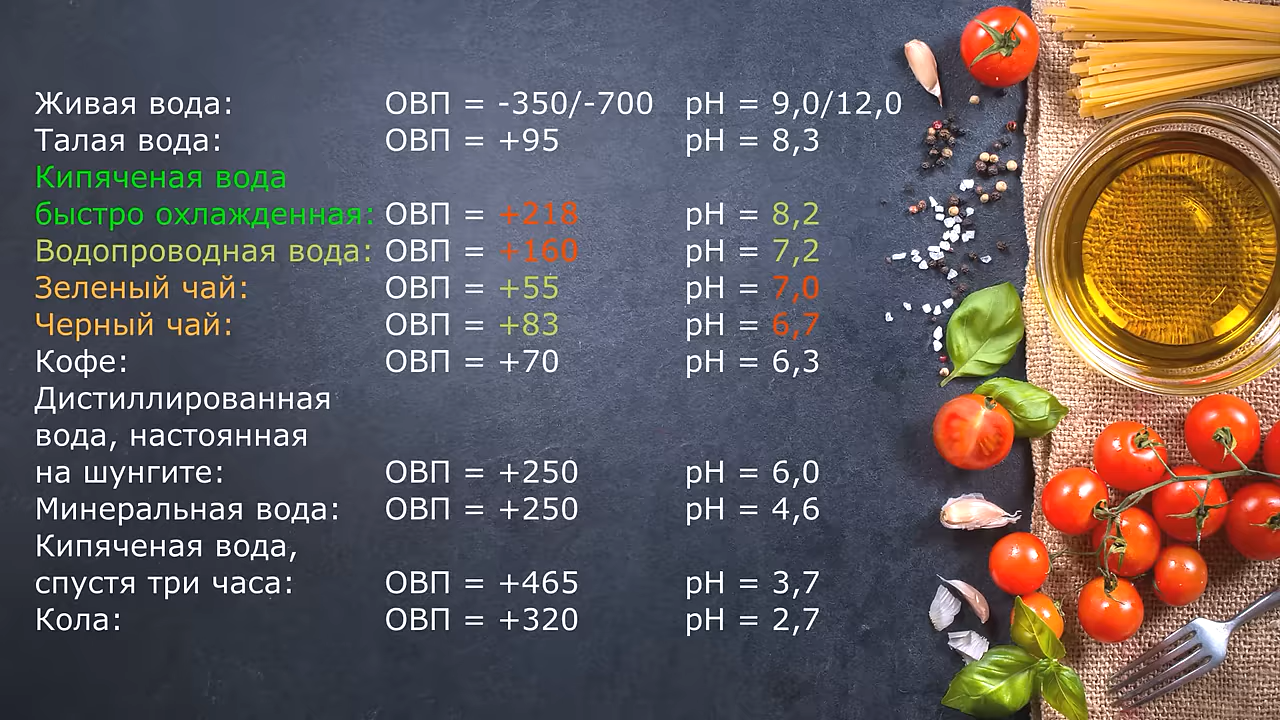 Живая вода: ОВП = -350/-700 pH = 9,0/12,0
Талая вода: ОВП = +95 pH = 8,3
Кипяченая вода
быстро охлажденная: ОВП = +218 pH = 8,2
Водопроводная вода: ОВП = +160 pH = 7,2
Зеленый чай: ОВП = +55 pH = 7,0
Черный чай: ОВП = +83 pH = 6,7
Кофе: ОВП = +70 pH = 6,3
Дистиллированная
вода, настоянная
на шунгите: ОВП = +250 pH = 6,0
Минеральная вода: ОВП = +250 pH = 4,6
Кипяченая вода,
спустя три часа: ОВП = +465 pH = 3,7
Кола: ОВП = +320 pH = 2,7